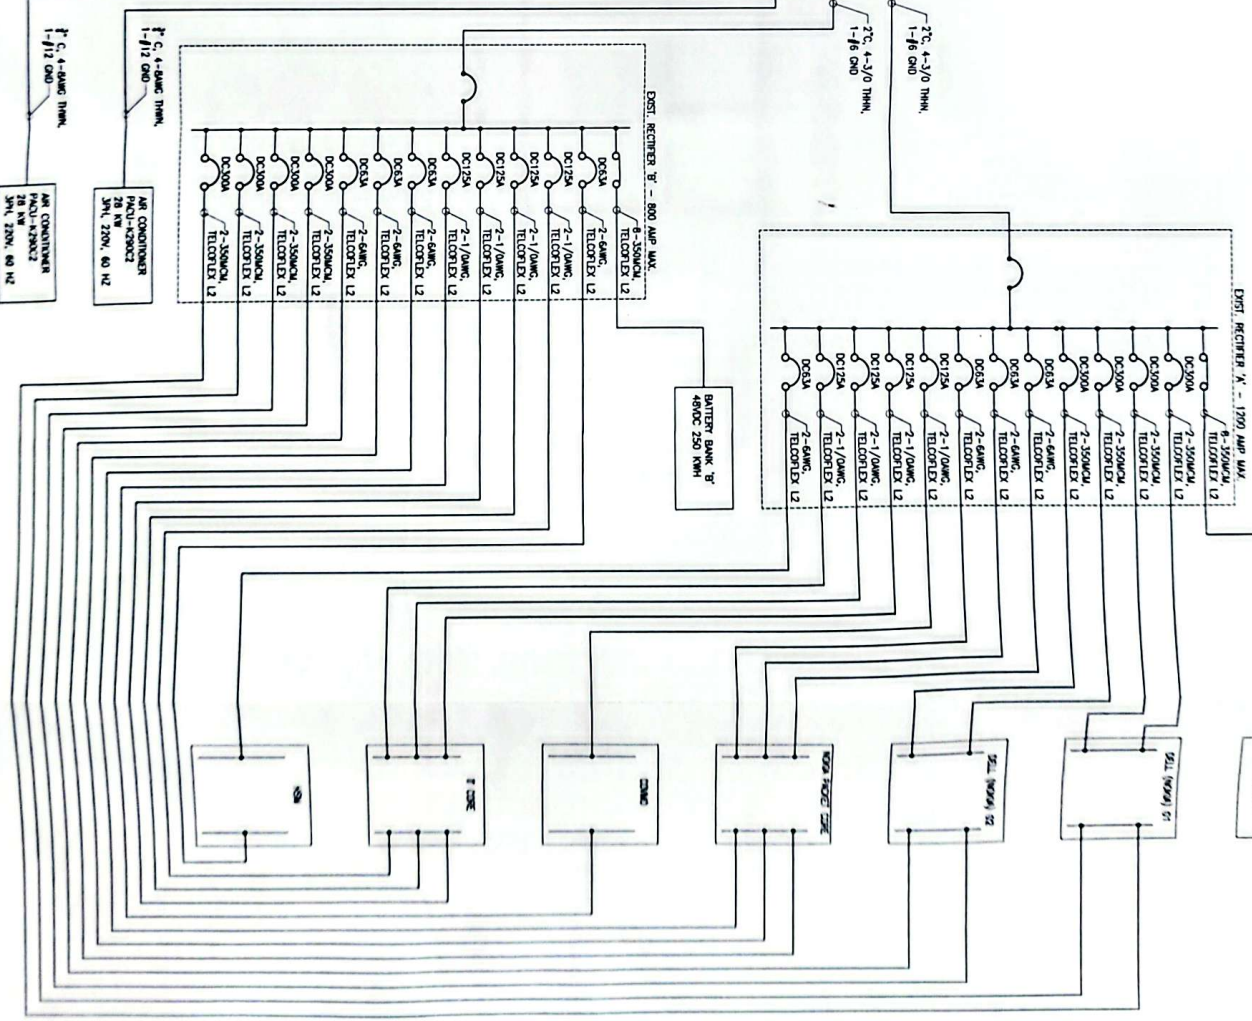 2"C, 4-3/0 THHN,
1-#6 GND
2"C, 4-3/0 THHN,
1-#6 GND
EXIST. RECTIFIER 'A' - 1200 AMP MAX.
8-350MCM,
TELCOFLEX L2
DC300A
2-350MCM,
TELCOFLEX L2
DC300A
2-350MCM,
TELCOFLEX L2
DC300A
2-350MCM,
TELCOFLEX L2
DC300A
2-350MCM,
TELCOFLEX L2
DC63A
2-6AWG,
TELCOFLEX L2
DC63A
2-6AWG,
TELCOFLEX L2
DC63A
2-6AWG,
TELCOFLEX L2
DC125A
2-1/0AWG,
TELCOFLEX L2
DC125A
2-1/0AWG,
TELCOFLEX L2
DC125A
2-1/0AWG,
TELCOFLEX L2
DC125A
2-1/0AWG,
TELCOFLEX L2
DC63A
2-6AWG,
TELCOFLEX L2
BATTERY BANK 'B'
48VDC 250 KWH
EXIST. RECTIFIER 'B' - 800 AMP MAX.
8-350MCM,
TELCOFLEX L2
DC63A
2-6AWG,
TELCOFLEX L2
DC125A
2-1/0AWG,
TELCOFLEX L2
DC125A
2-1/0AWG,
TELCOFLEX L2
DC125A
2-1/0AWG,
TELCOFLEX L2
DC125A
2-1/0AWG,
TELCOFLEX L2
DC63A
2-6AWG,
TELCOFLEX L2
DC63A
2-6AWG,
TELCOFLEX L2
DC63A
2-6AWG,
TELCOFLEX L2
DC300A
2-350MCM,
TELCOFLEX L2
DC300A
2-350MCM,
TELCOFLEX L2
DC300A
2-350MCM,
TELCOFLEX L2
DC300A
2-350MCM,
TELCOFLEX L2
C, 4-8AWG THWN,
1-#12 GND
AIR CONDITIONER
PACU-K290C2
28 KW
3PH, 220V, 60 HZ
C, 4-8AWG THWN,
1-#12 GND
AIR CONDITIONER
PACU-K290C2
28 KW
3PH, 220V, 60 HZ
DELL (NOKIA) 01
DELL (NOKIA) 02
NOKIA PACKET CORE
CORE